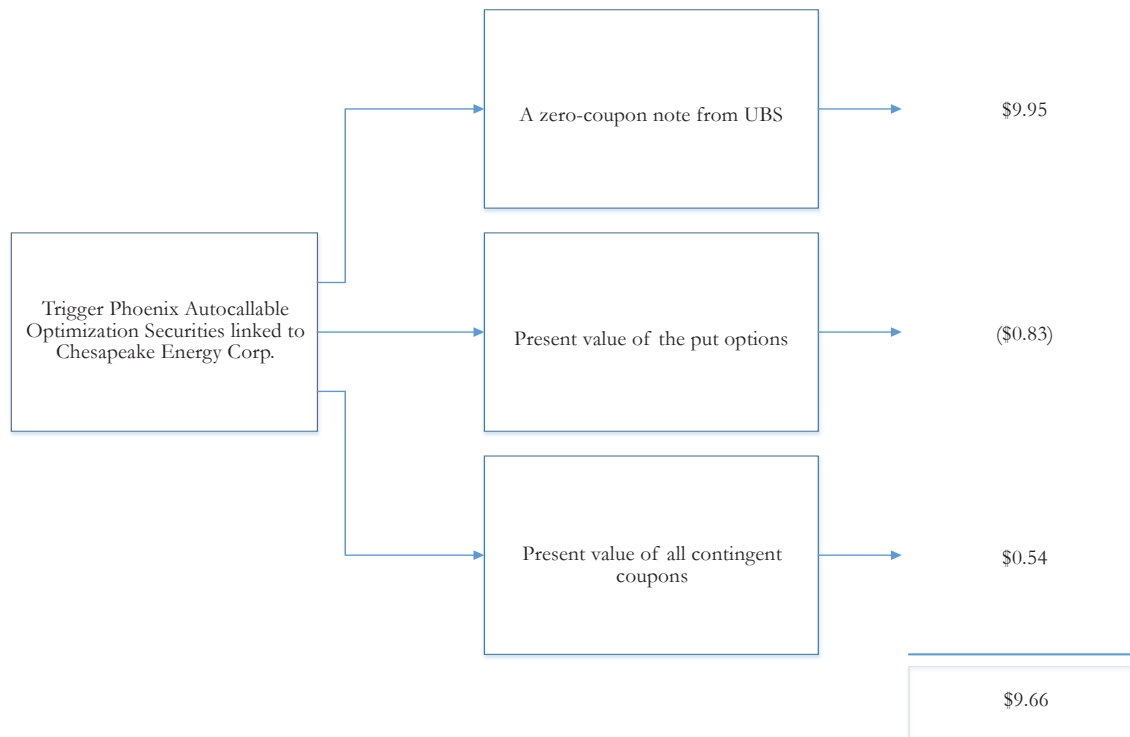 A zero-coupon note from UBS
$9.95
Trigger Phoenix Autocallable
Optimization Securities linked to
Chesapeake Energy Corp.
Present value of the put options
($0.83)
Present value of all contingent
coupons
$0.54
$9.66